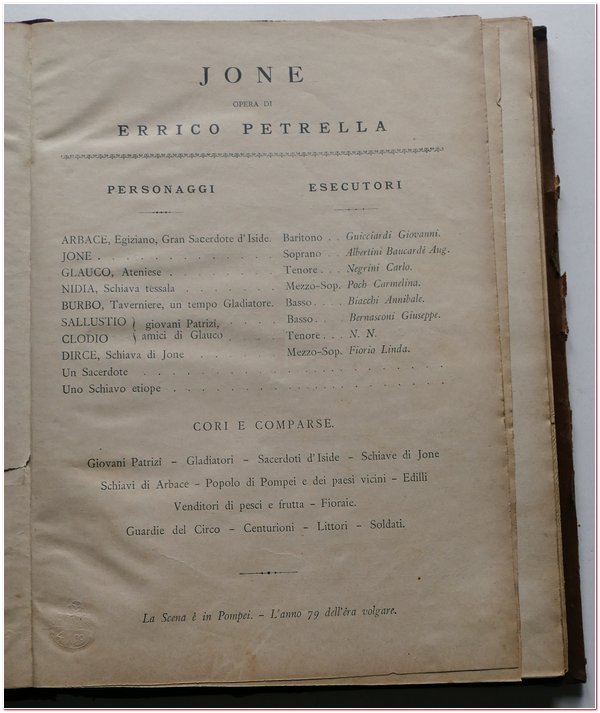 JONE
OPERA DI
ERRICO PETRELLA
PERSONAGGI ESECUTORI
ARBACE, Egiziano, Gran Sacerdote d'Iside. Baritono . . Guicciardi Giovanni.
JONE . . . . . . . . . . . . Soprano . Albertini Baucardè Aug.
GLAUCO, Ateniese . . . . . . . . Tenore . . . Negrini Carlo.
NIDIA, Schiava tessala . . . . . . . Mezzo-Sop. Poch Carmelina.
BURBO, Taverniere, un tempo Gladiatore. Basso. . . Biacchi Annibale.
SALLUSTIO } giovani Patrizi, . . . . . Basso. . . Bernasconi Giuseppe.
CLODIO } amici di Glauco . . . . . Tenore . . . N. N.
DIRCE, Schiava di Jone . . . . . . Mezzo-Sop. Fiorio Linda.
Un Sacerdote . . . . . . . . . . . . . . . . . .
Uno Schiavo etiope . . . . . . . . . . . . . . . .
CORI E COMPARSE.
Giovani Patrizi – Gladiatori – Sacerdoti d'Iside – Schiave di Jone
Schiavi di Arbace – Popolo di Pompei e dei paesi vicini – Edilli
Venditori di pesci e frutta – Fioraie.
Guardie del Circo – Centurioni – Littori – Soldati.
La Scena è in Pompei. – L'anno 79 dell'èra volgare.